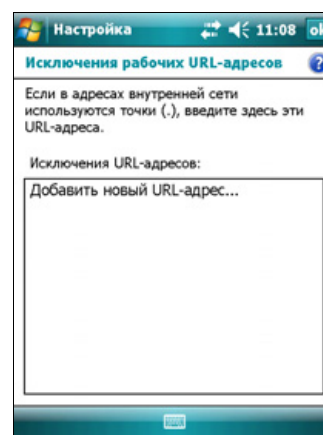 Настройка 11:08 ok
Исключения рабочих URL-адресов ?
Если в адресах внутренней сети
используются точки (.), введите здесь эти
URL-адреса.
Исключения URL-адресов:
Добавить новый URL-адрес...